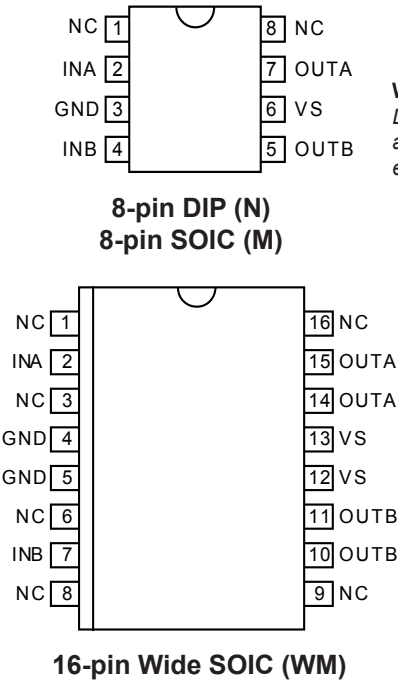 NC 1 8 NC
INA 2 7 OUTA
GND 3 6 VS
INB 4 5 OUTB
8-pin DIP (N)
8-pin SOIC (M)
NC 1 16 NC
INA 2 15 OUTA
NC 3 14 OUTA
GND 4 13 VS
GND 5 12 VS
NC 6 11 OUTB
INB 7 10 OUTB
NC 8 9 NC
16-pin Wide SOIC (WM)